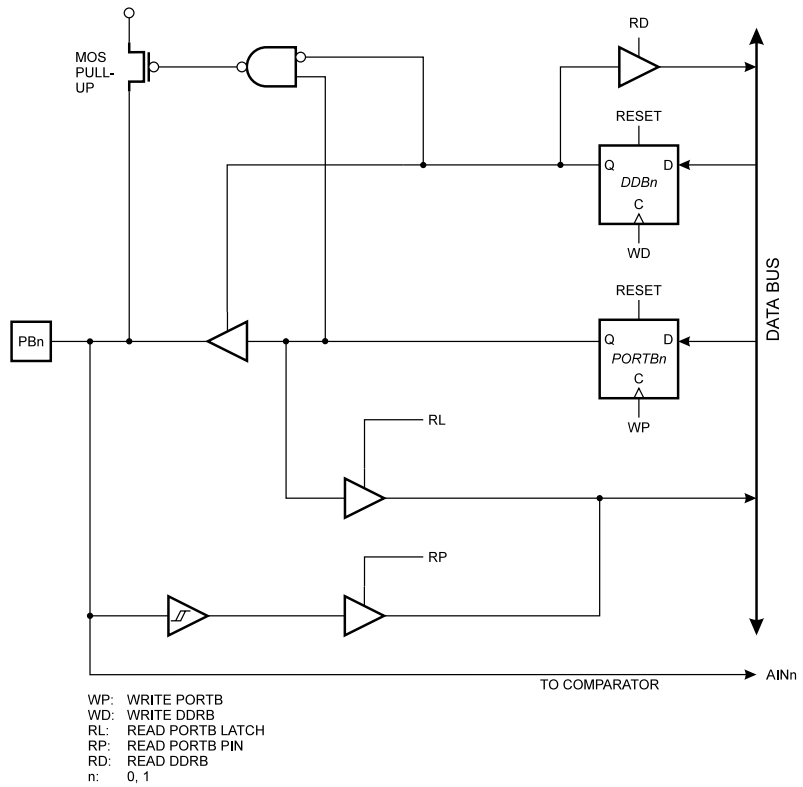 RD
MOS
PULL-
UP
RESET
Q
D
DDBn
C
WD
DATA BUS
RESET
PBn
Q
D
PORTBn
C
WP
RL
RP
TO COMPARATOR
AINn
WP: WRITE PORTB
WD: WRITE DDRB
RL: READ PORTB LATCH
RP: READ PORTB PIN
RD: READ DDRB
n: 0, 1